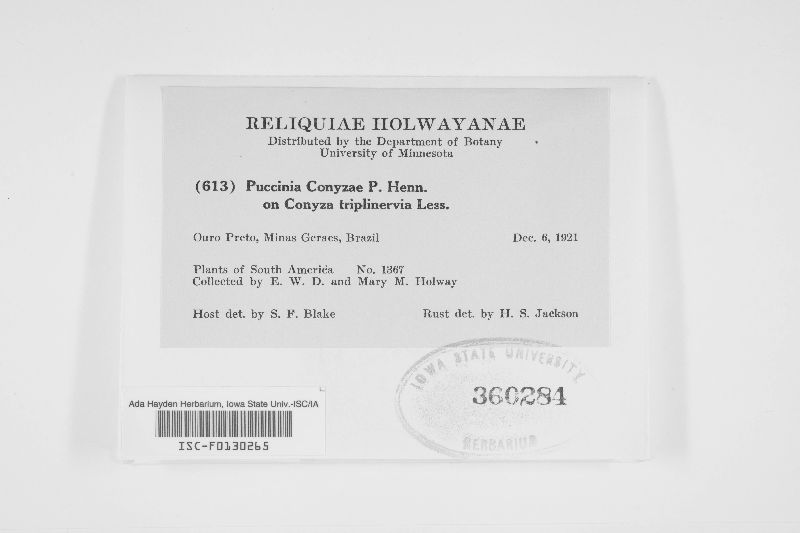 RELIQUIAE HOLWAYANAE
Distributed by the Department of Botany
University of Minnesota
(613) Puccinia Conyzae P. Henn.
on Conyza triplinervia Less.
Ouro Preto, Minas Geraes, Brazil Dec. 6, 1921
Plants of South America No. 1367
Collected by E. W. D. and Mary M. Holway
Host det. by S. F. Blake Rust det. by H. S. Jackson
IOWA STATE UNIVERSITY
360284
HERBARIUM
Ada Hayden Herbarium, Iowa State Univ.-ISC/IA
ISC-F0130265